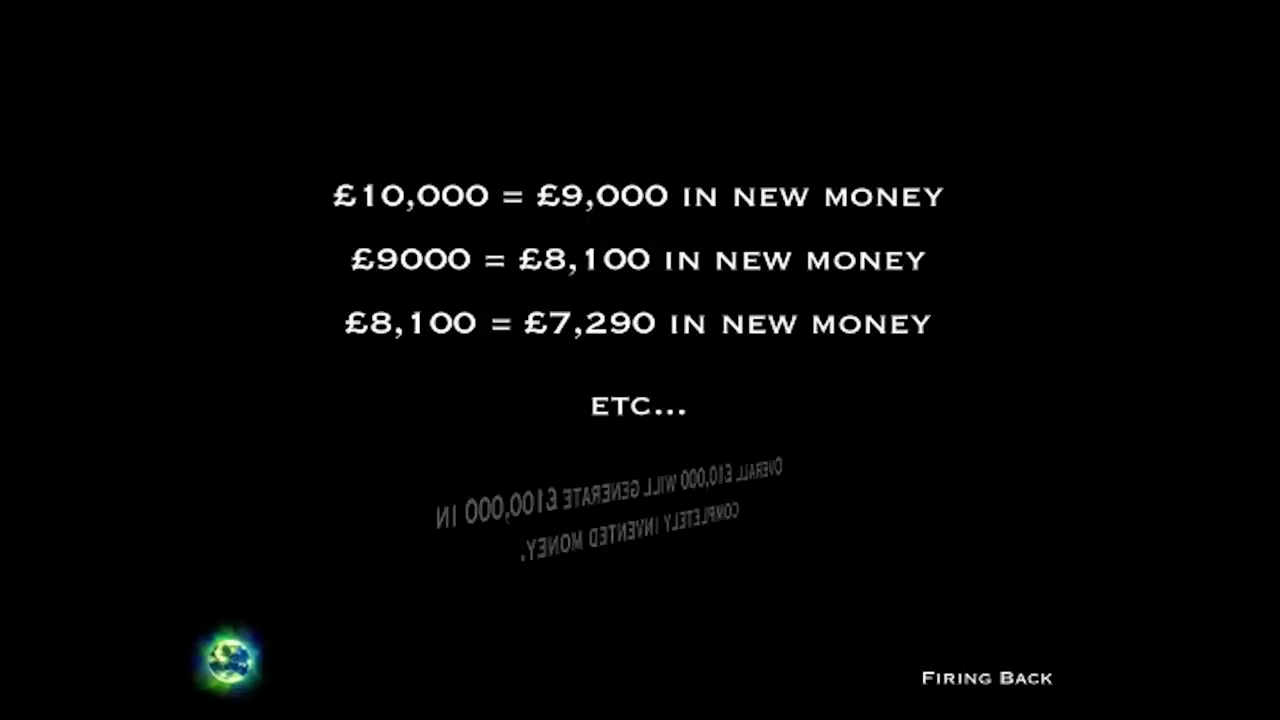 £10,000 = £9,000 IN NEW MONEY
£9000 = £8,100 IN NEW MONEY
£8,100 = £7,290 IN NEW MONEY
ETC...
OVERALL £10,000 WILL GENERATE £100,000 IN
COMPLETELY INVENTED MONEY.
FIRING BACK